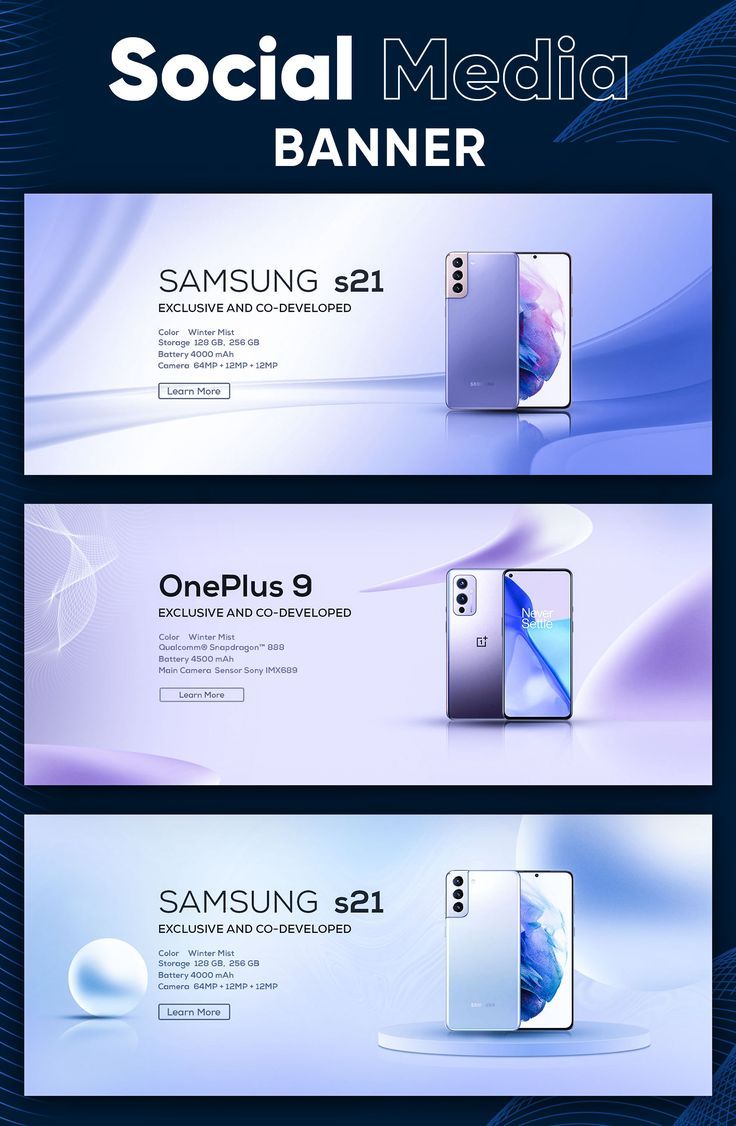 Social Media
BANNER
SAMSUNG s21
EXCLUSIVE AND CO-DEVELOPED
Color Winter Mist
Storage 128 GB, 256 GB
Battery 4000 mAh
Camera 64MP + 12MP + 12MP
Learn More
SAMSUNG
OnePlus 9
EXCLUSIVE AND CO-DEVELOPED
Color Winter Mist
Qualcomm® Snapdragon™ 888
Battery 4500 mAh
Main Camera Sensor Sony IMX689
Learn More
Never
Settle
SAMSUNG s21
EXCLUSIVE AND CO-DEVELOPED
Color Winter Mist
Storage 128 GB, 256 GB
Battery 4000 mAh
Camera 64MP + 12MP + 12MP
Learn More
SAMSUNG